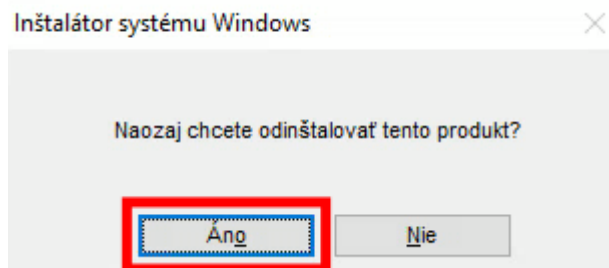 Inštalátor systému Windows
Naozaj chcete odinštalovať tento produkt?
Áno
Nie